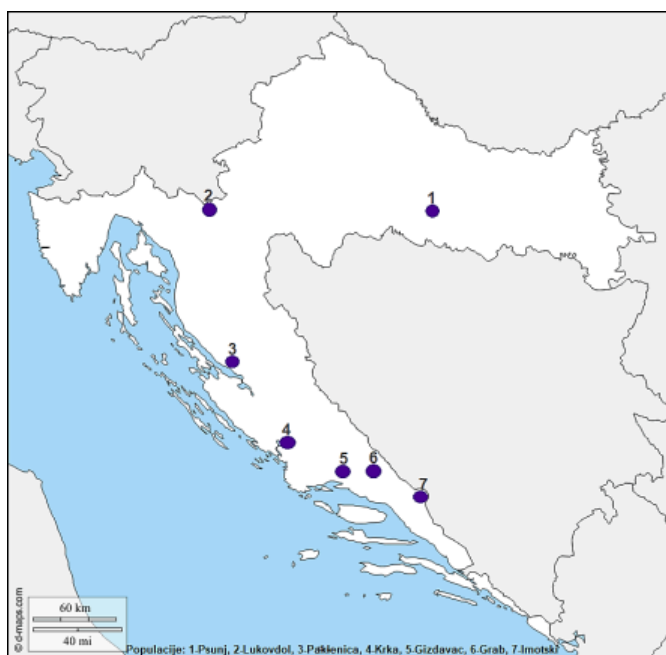 2
1
3
4
5
6
7
60 km
40 mi
© d-maps.com
Populacije: 1-Psunj, 2-Lukovdol, 3-Paklenica, 4-Krka, 5-Gizdavac, 6-Grab, 7-Imotski